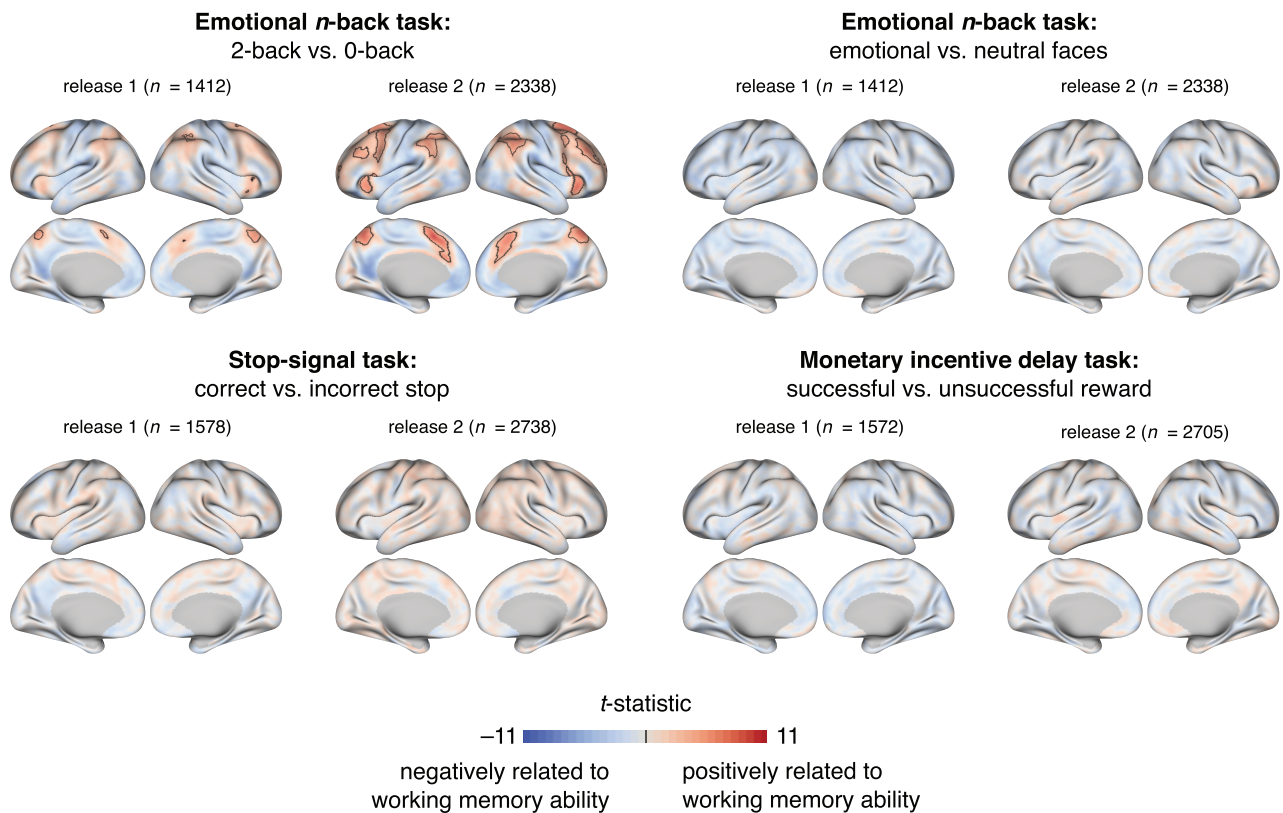 Emotional n-back task:
2-back vs. 0-back
release 1 (n = 1412)
release 2 (n = 2338)
Emotional n-back task:
emotional vs. neutral faces
release 1 (n = 1412)
release 2 (n = 2338)
Stop-signal task:
correct vs. incorrect stop
release 1 (n = 1578)
release 2 (n = 2738)
Monetary incentive delay task:
successful vs. unsuccessful reward
release 1 (n = 1572)
release 2 (n = 2705)
t-statistic
−11
11
negatively related to
working memory ability
positively related to
working memory ability